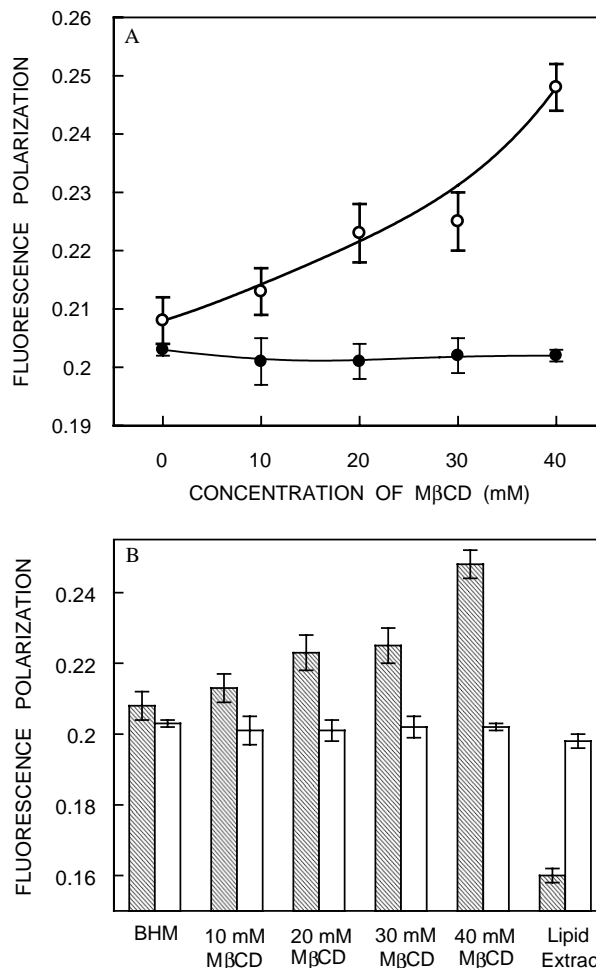 A
FLUORESCENCE POLARIZATION
0.26
0.25
0.24
0.23
0.22
0.21
0.2
0.19
0 10 20 30 40
CONCENTRATION OF MβCD (mM)
B
FLUORESCENCE POLARIZATION
0.24
0.22
0.2
0.18
0.16
BHM 10 mM 20 mM 30 mM 40 mM Lipid
MβCD MβCD MβCD MβCD Extrac